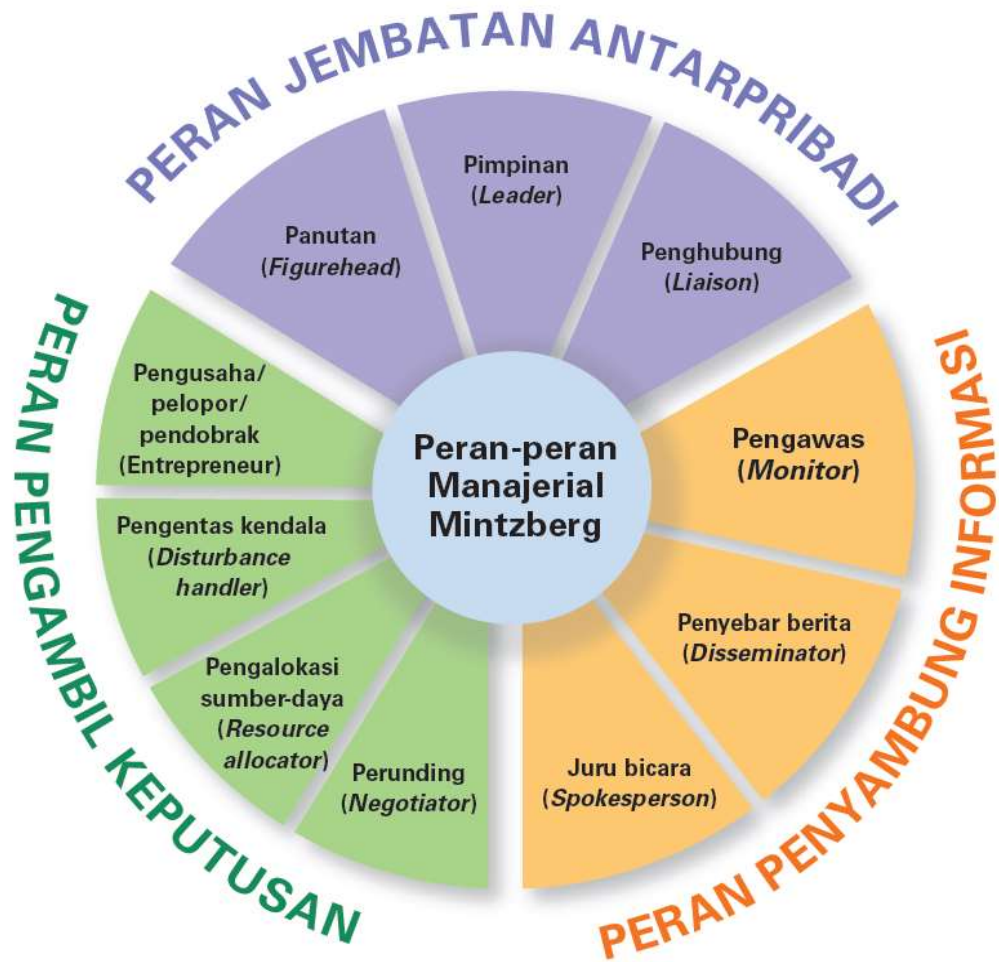 PERAN JEMBATAN ANTARPRIBADI
Panutan
(Figurehead)
Pimpinan
(Leader)
Penghubung
(Liaison)
PERAN PENYAMBUNG INFORMASI
Pengawas
(Monitor)
Penyebar berita
(Disseminator)
Juru bicara
(Spokesperson)
PERAN PENGAMBIL KEPUTUSAN
Pengusaha/
pelopor/
pendobrak
(Entrepreneur)
Pengentas kendala
(Disturbance
handler)
Pengalokasi
sumber-daya
(Resource
allocator)
Perunding
(Negotiator)
Peran-peran
Manajerial
Mintzberg